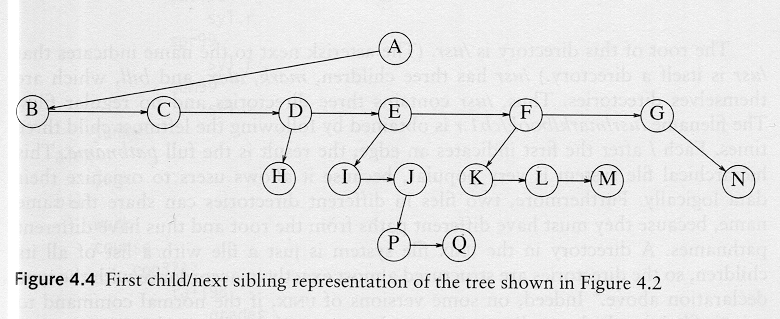 A
B C D E F G
H I J K L M N
P Q
Figure 4.4 First child/next sibling representation of the tree shown in Figure 4.2